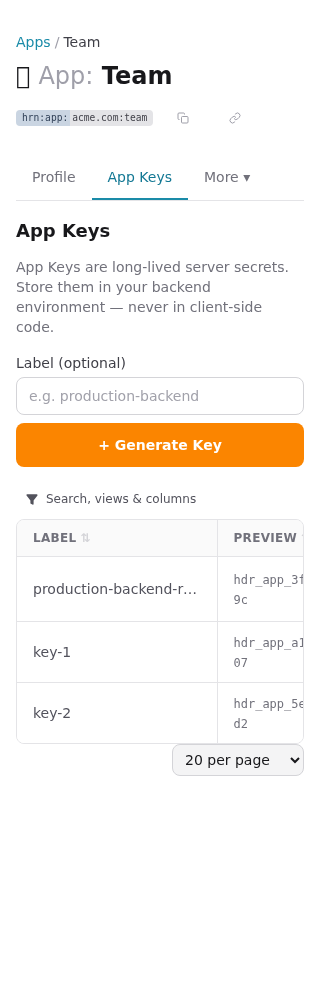 Apps / Team
App: Team
hrn:app: acme.com:team
Profile App Keys More ▾
App Keys
App Keys are long-lived server secrets.
Store them in your backend
environment — never in client-side
code.
Label (optional)
e.g. production-backend
+ Generate Key
Search, views & columns
LABEL ⇅ PREVIEW
production-backend-r… hdr_app_3f
9c
key-1 hdr_app_a1
07
key-2 hdr_app_5e
d2
20 per page